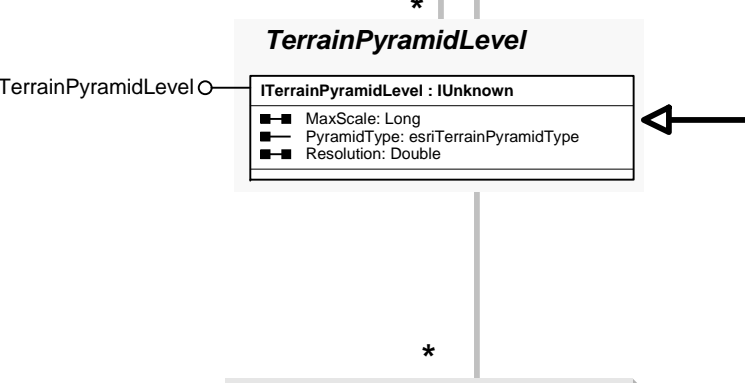 *
TerrainPyramidLevel
TerrainPyramidLevel
ITerrainPyramidLevel : IUnknown
MaxScale: Long
PyramidType: esriTerrainPyramidType
Resolution: Double
*